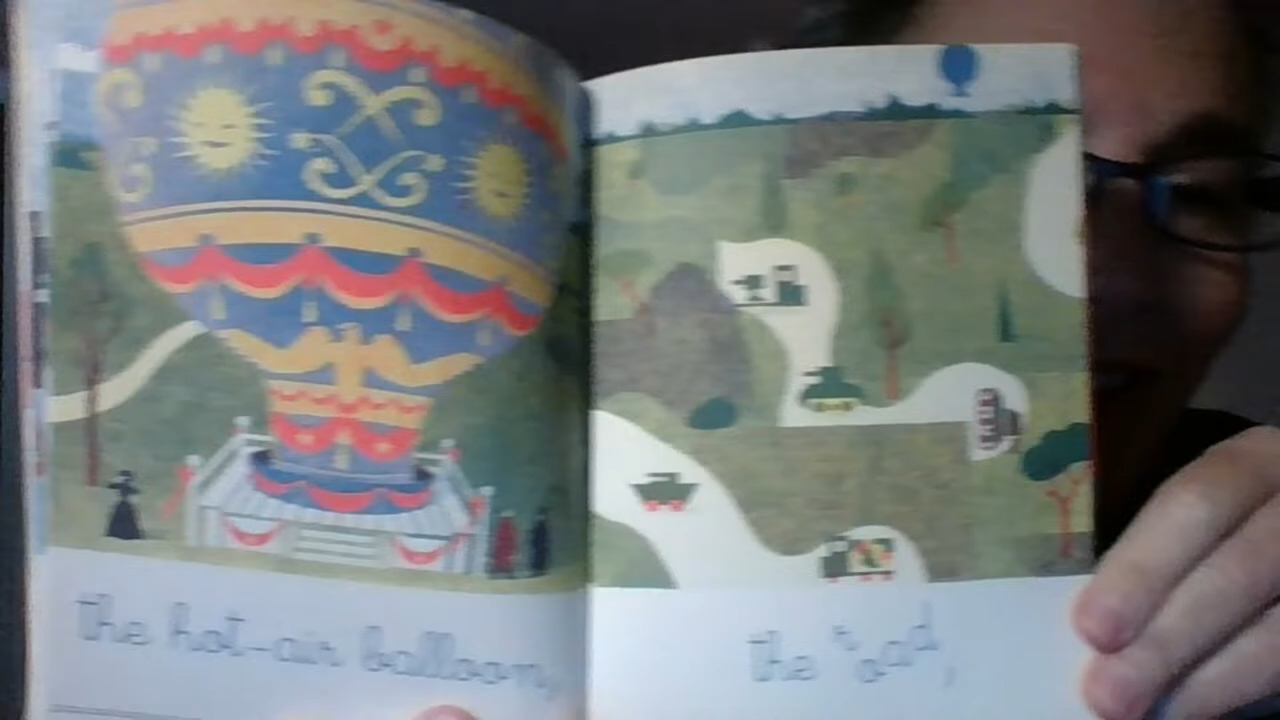 the hot-air balloon,
the road,